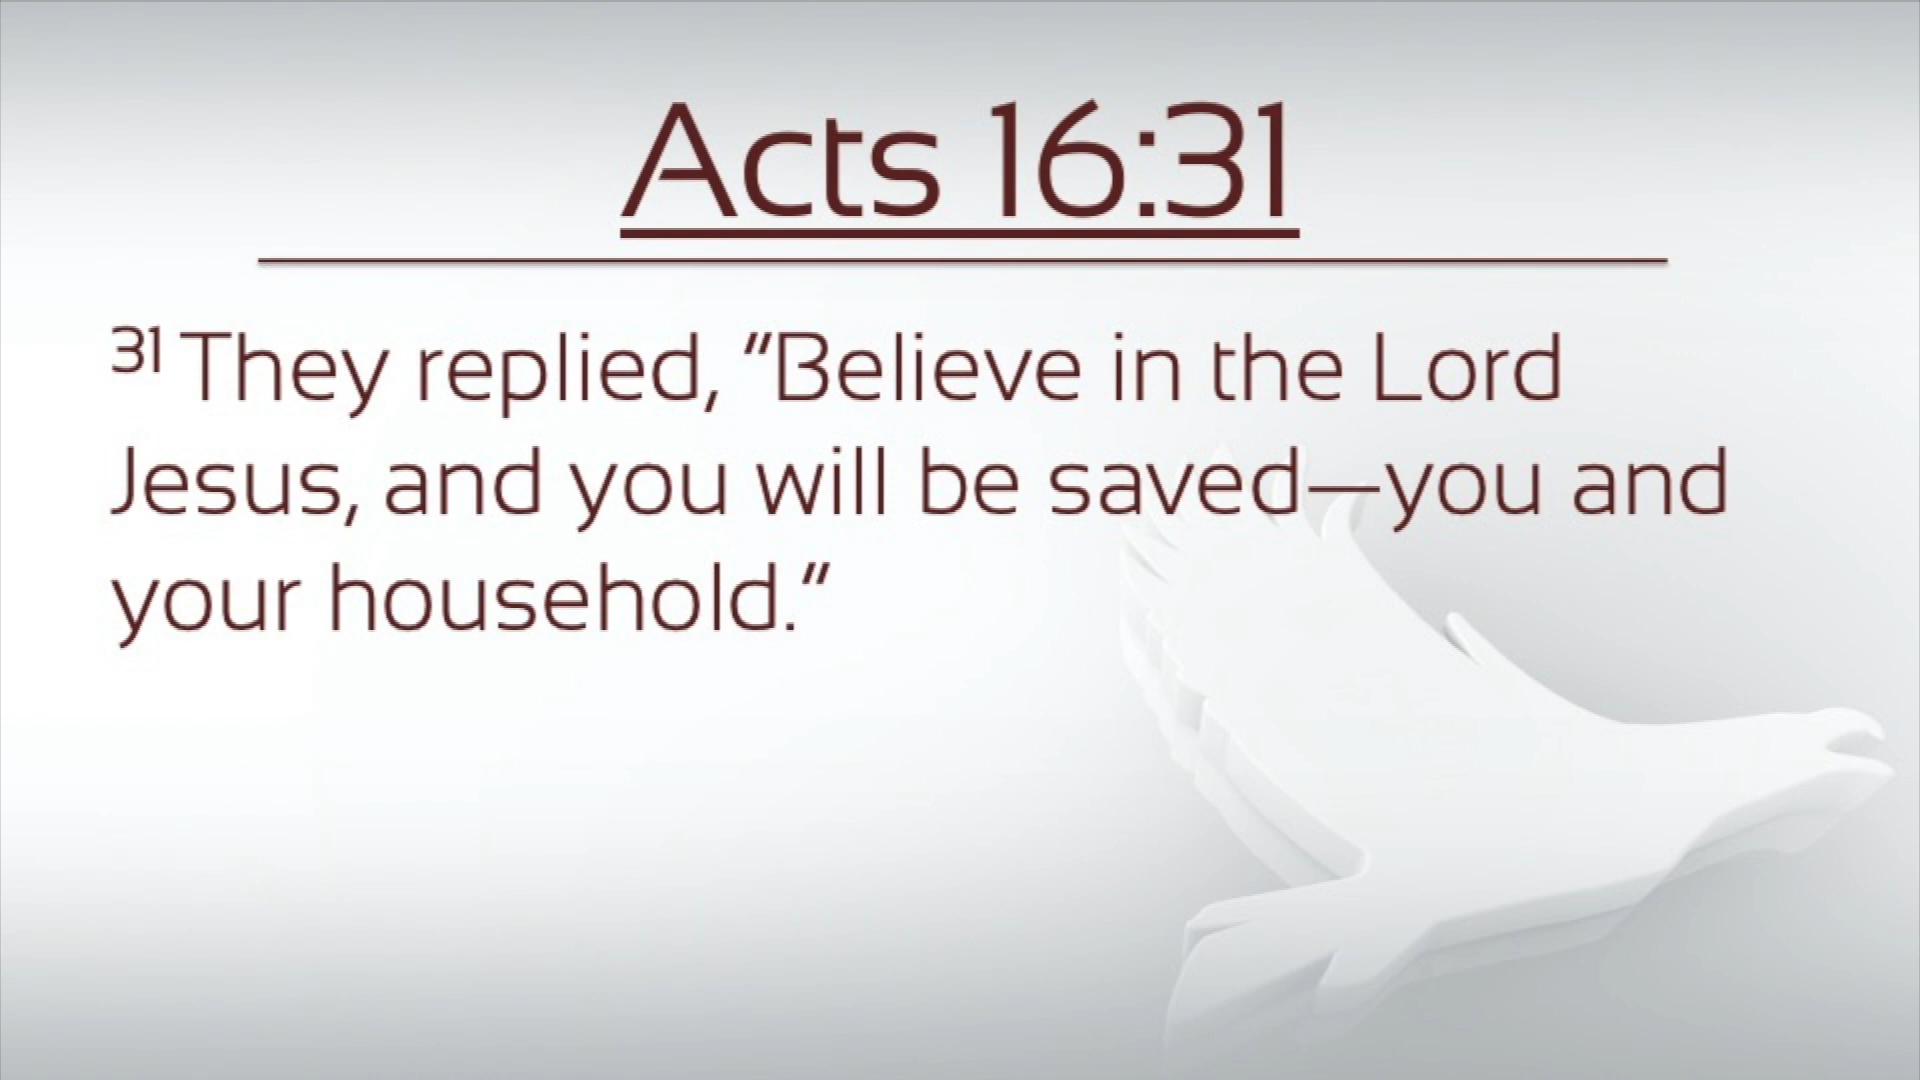 Acts 16:31
31 They replied, "Believe in the Lord
Jesus, and you will be saved—you and
your household."